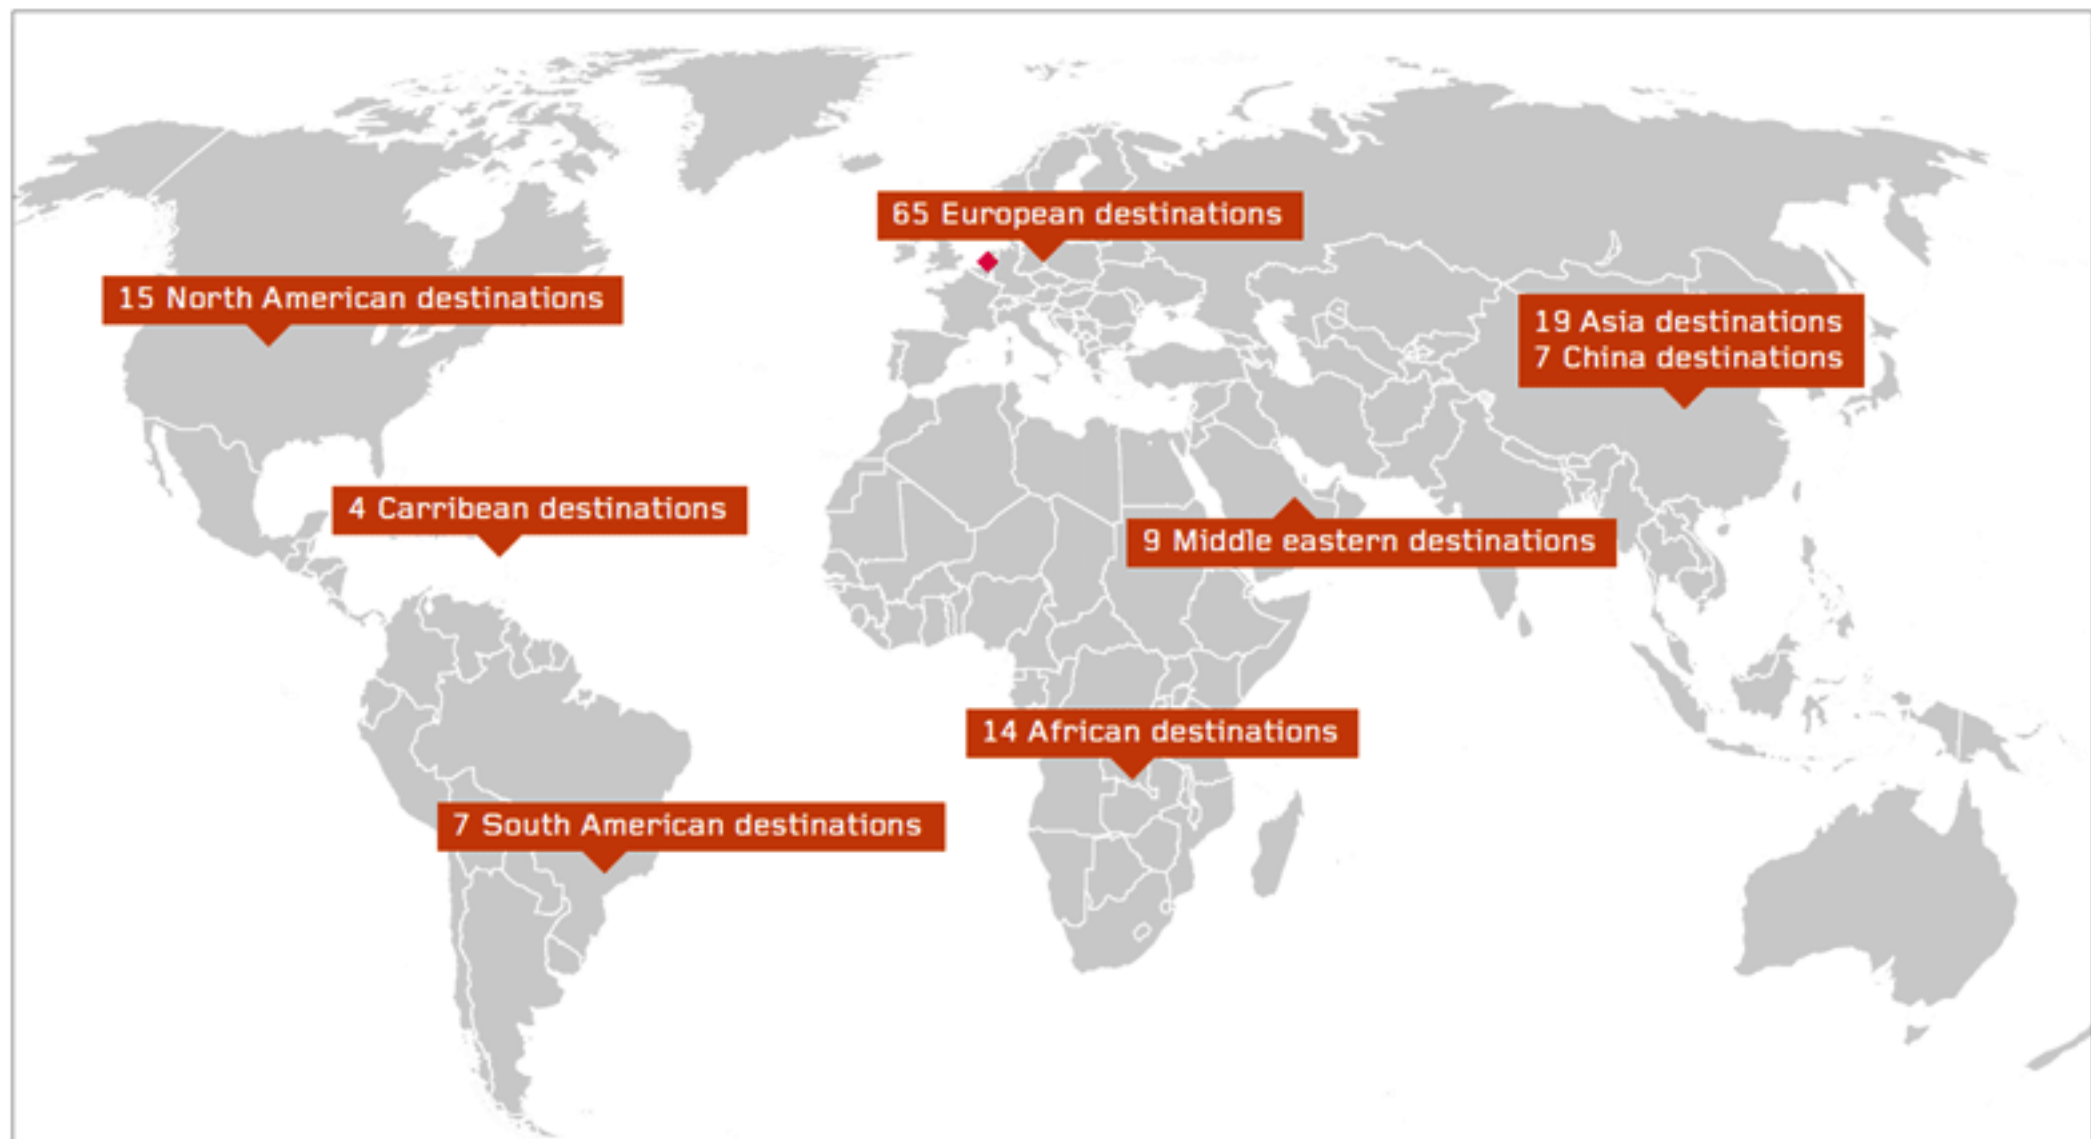 65 European destinations
15 North American destinations
19 Asia destinations
7 China destinations
4 Carribean destinations
9 Middle eastern destinations
14 African destinations
7 South American destinations